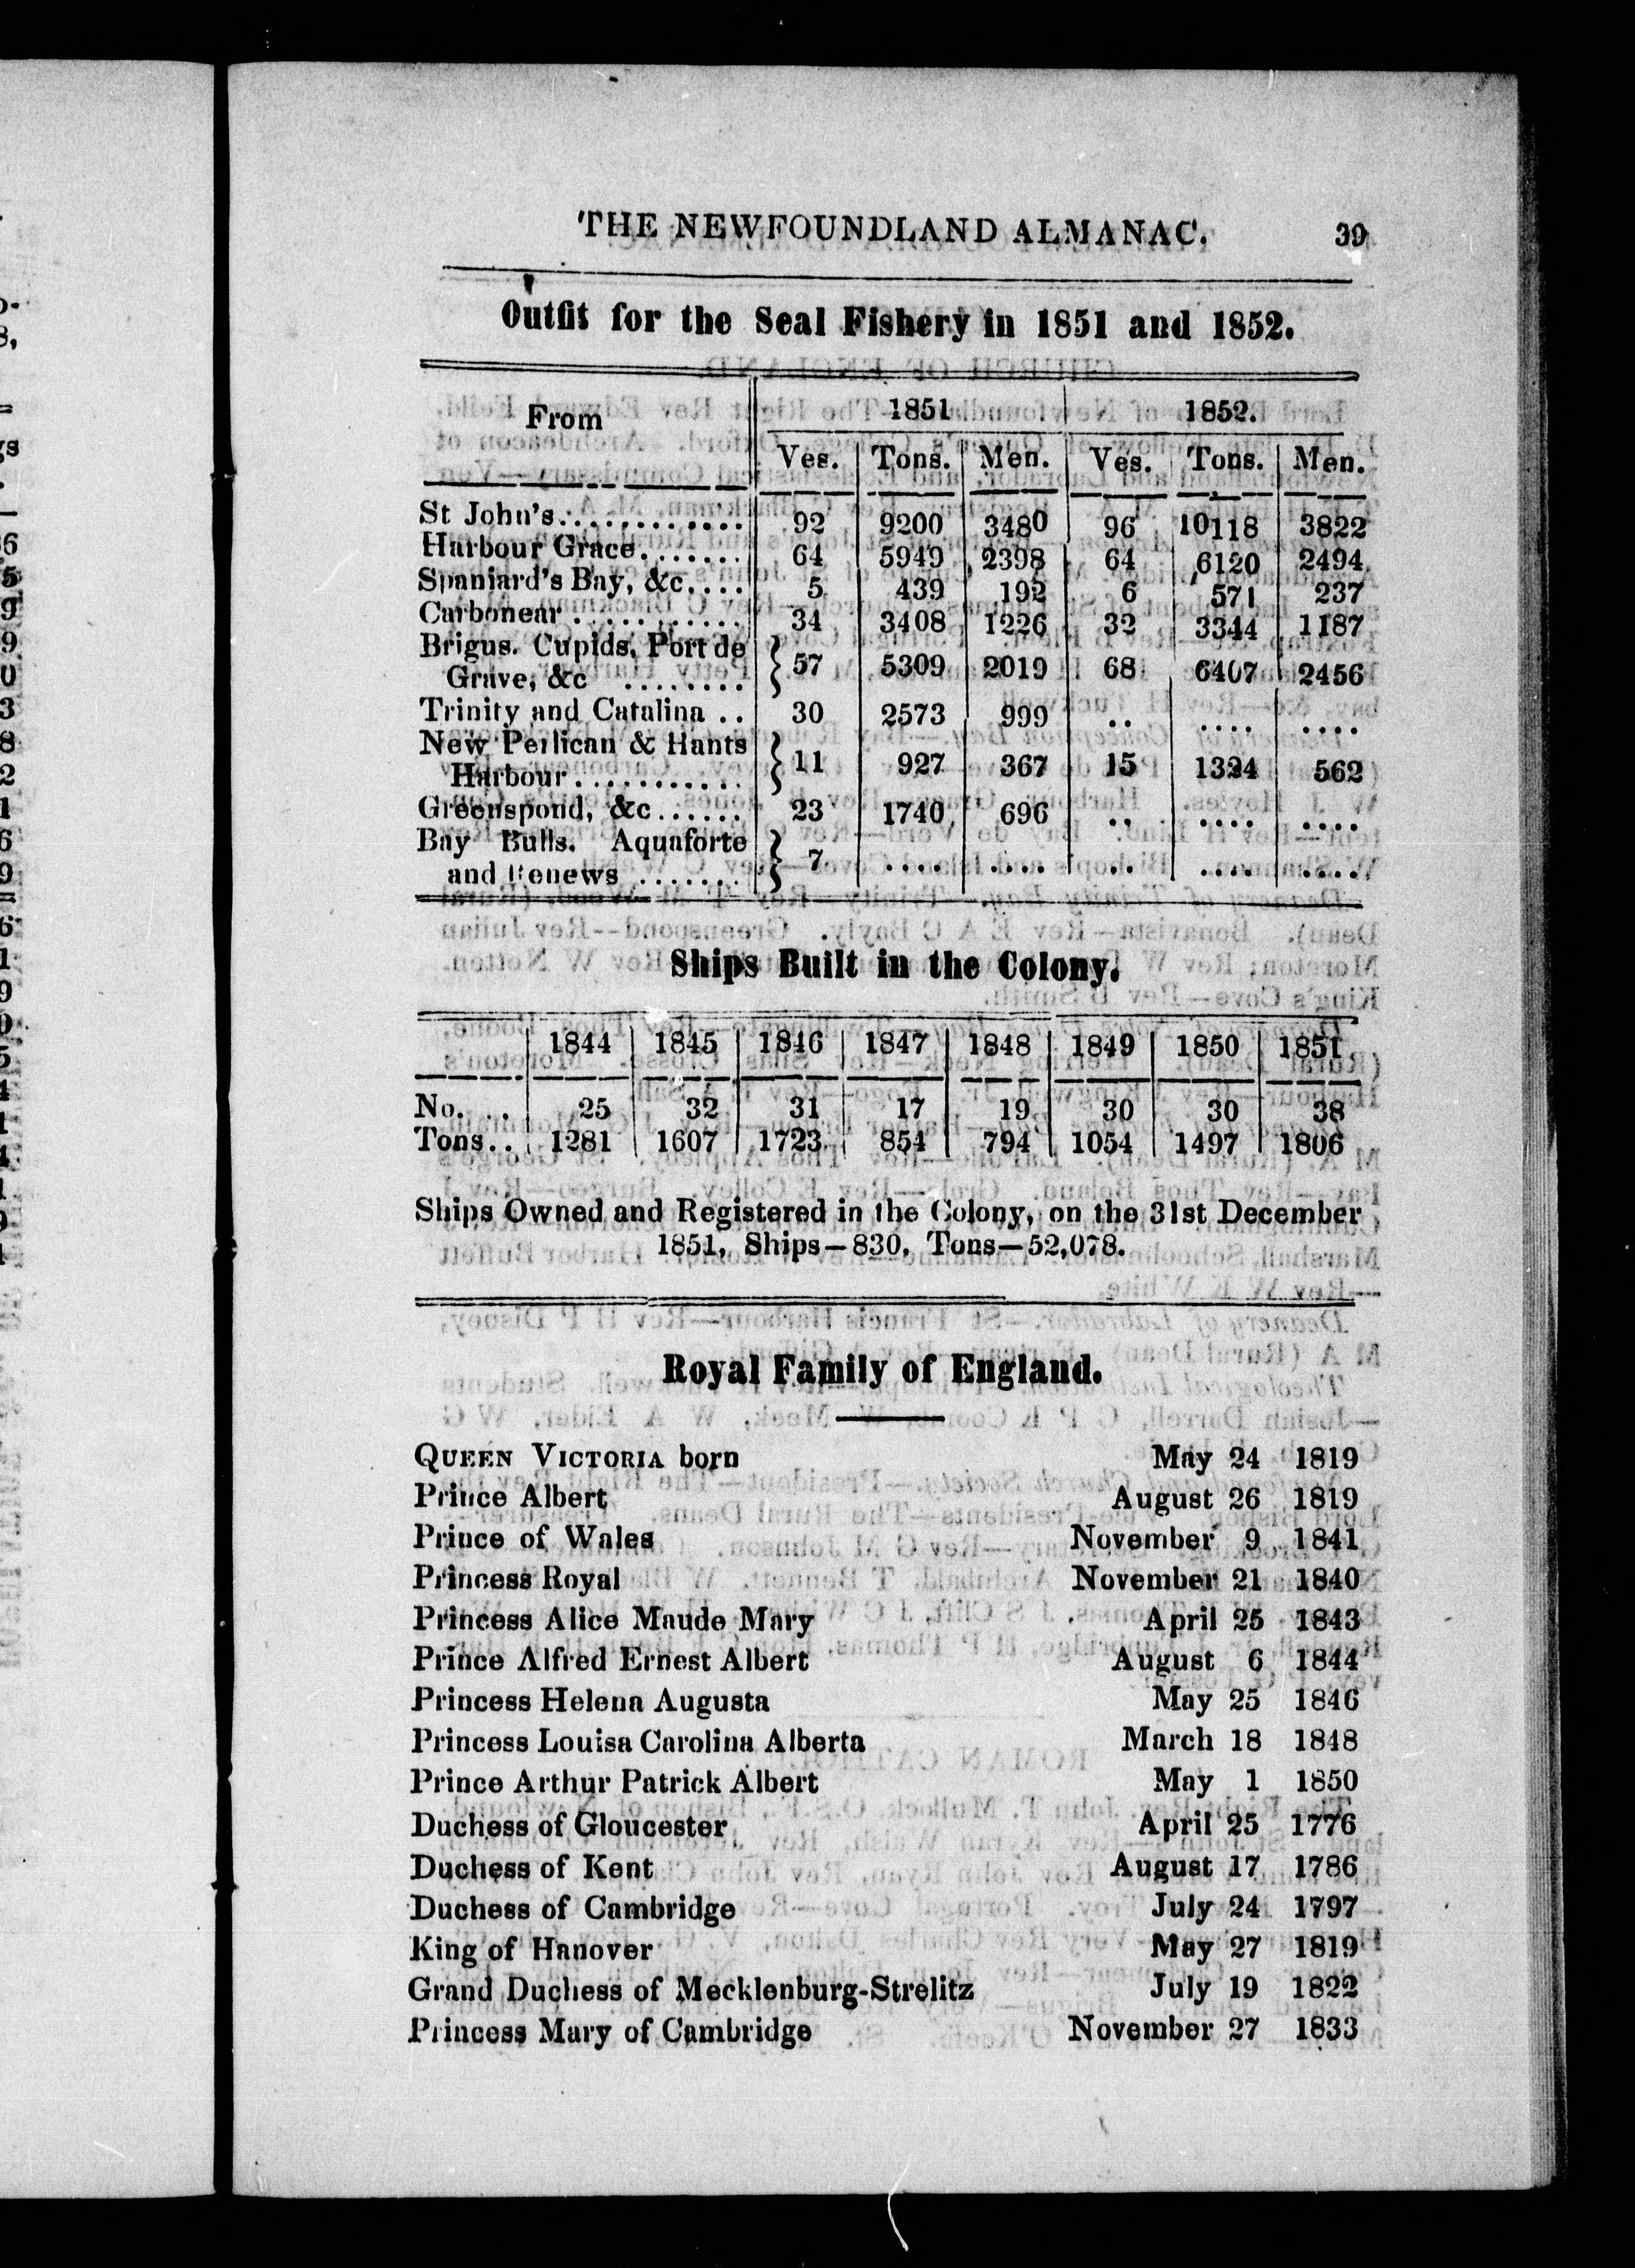 THE NEWFOUNDLAND ALMANAC. 39
Outfit for the Seal Fishery in 1851 and 1852.
From 1851 1852.
Ves. Tons. Men. Ves. Tons. Men.
St John's............. 92 9200 3480 96 10118 3822
Harbour Grace....... 64 5949 2398 64 6120 2494
Spaniard's Bay, &c.... 5 439 192 6 571 237
Carbonear ............ 34 3408 1226 32 3344 1187
Brigus. Cupids, Port de
Grave, &c ........ } 57 5309 2019 68 6407 2456
Trinity and Catalina .. 30 2573 999 .. .... ....
New Perlican & Hants
Harbour........... } 11 927 367 15 1324 562
Greenspond, &c...... 23 1740 696 .. .... ....
Bay Bulls. Aquaforte
and Renews ....... } 7 .... .... .. .... ....
Ships Built in the Colony.
1844 1845 1846 1847 1848 1849 1850 1851
No. .. 25 32 31 17 19 30 30 38
Tons.. 1281 1607 1723 854 794 1054 1497 1806
Ships Owned and Registered in the Colony, on the 31st December
1851, Ships—830, Tons—52,078.
Royal Family of England.
QUEEN VICTORIA born May 24 1819
Prince Albert August 26 1819
Prince of Wales November 9 1841
Princess Royal November 21 1840
Princess Alice Maude Mary April 25 1843
Prince Alfred Ernest Albert August 6 1844
Princess Helena Augusta May 25 1846
Princess Louisa Carolina Alberta March 18 1848
Prince Arthur Patrick Albert May 1 1850
Duchess of Gloucester April 25 1776
Duchess of Kent August 17 1786
Duchess of Cambridge July 24 1797
King of Hanover May 27 1819
Grand Duchess of Mecklenburg-Strelitz July 19 1822
Princess Mary of Cambridge November 27 1833